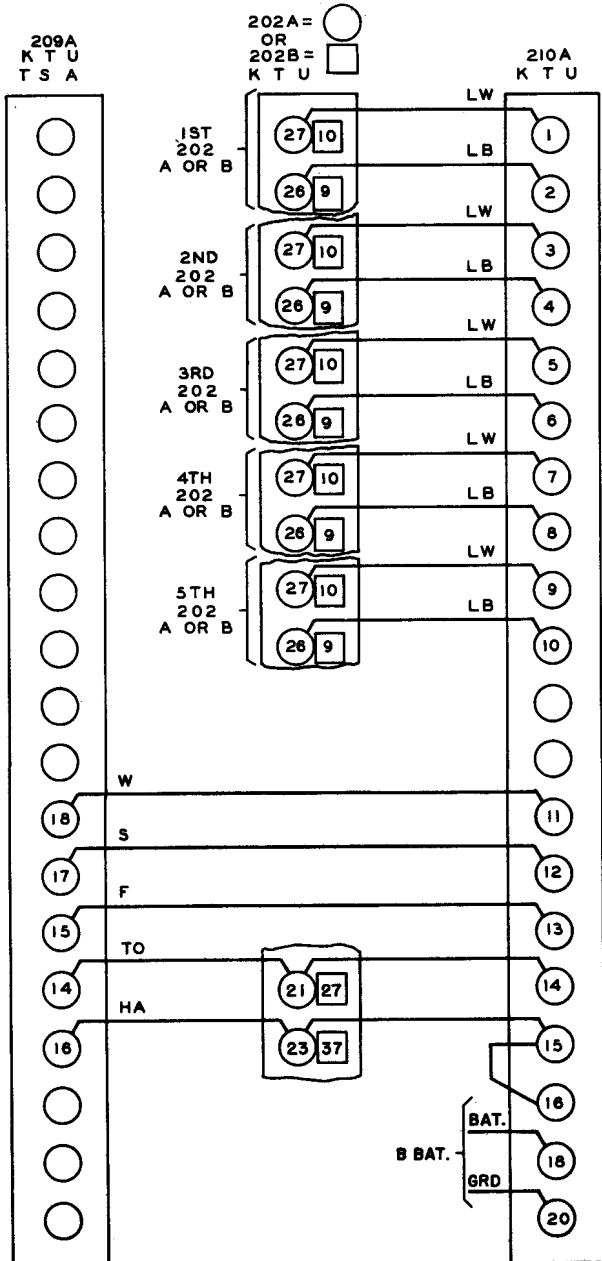 202A=
OR
202B=
K T U
209A
K T U
T S A
210A
K T U
1ST
202
A OR B
27 10
26 9
LW
1
LB
2
2ND
202
A OR B
27 10
26 9
LW
3
LB
4
3RD
202
A OR B
27 10
26 9
LW
5
LB
6
4TH
202
A OR B
27 10
26 9
LW
7
LB
8
5TH
202
A OR B
27 10
26 9
LW
9
LB
10
W
18
11
S
17
12
F
15
13
TO
14
21 27
14
HA
16
23 37
15
16
B BAT.
BAT.
18
GRD
20